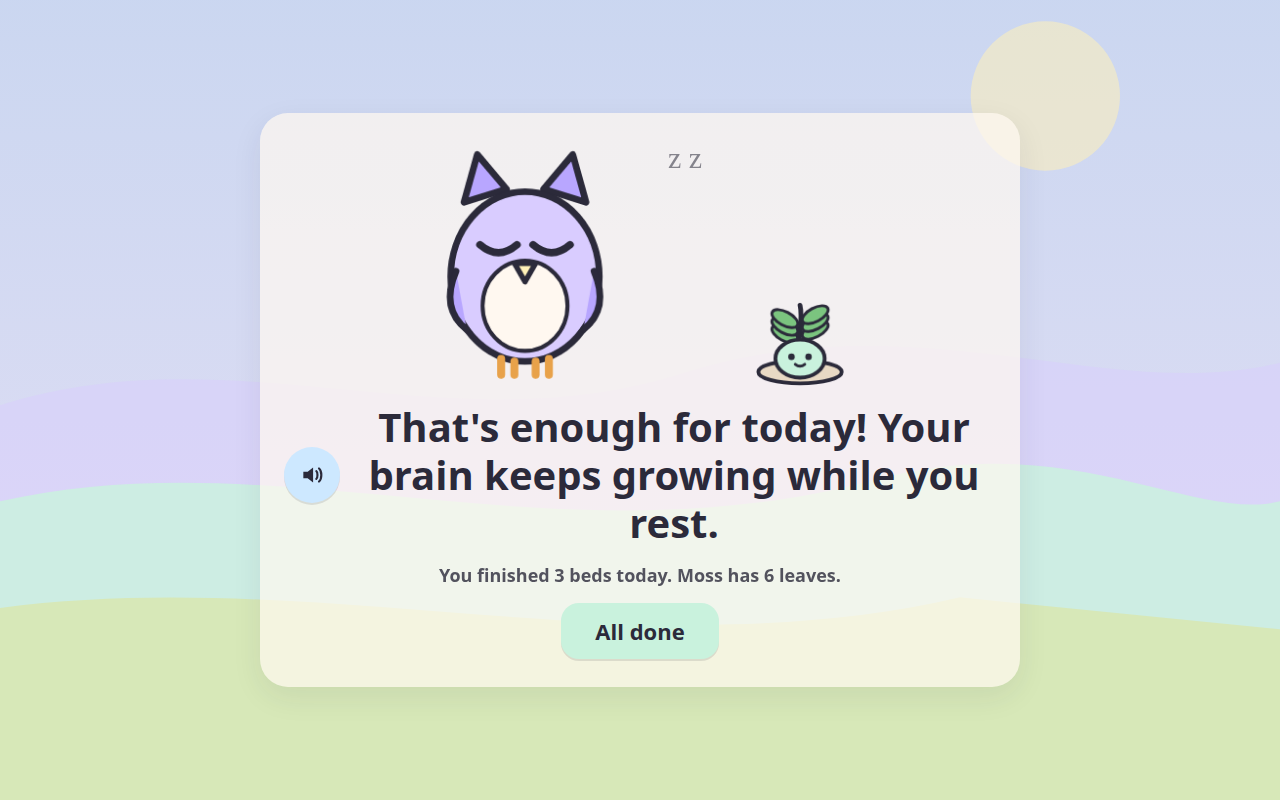 z z
That's enough for today! Your
brain keeps growing while you
rest.
You finished 3 beds today. Moss has 6 leaves.
All done